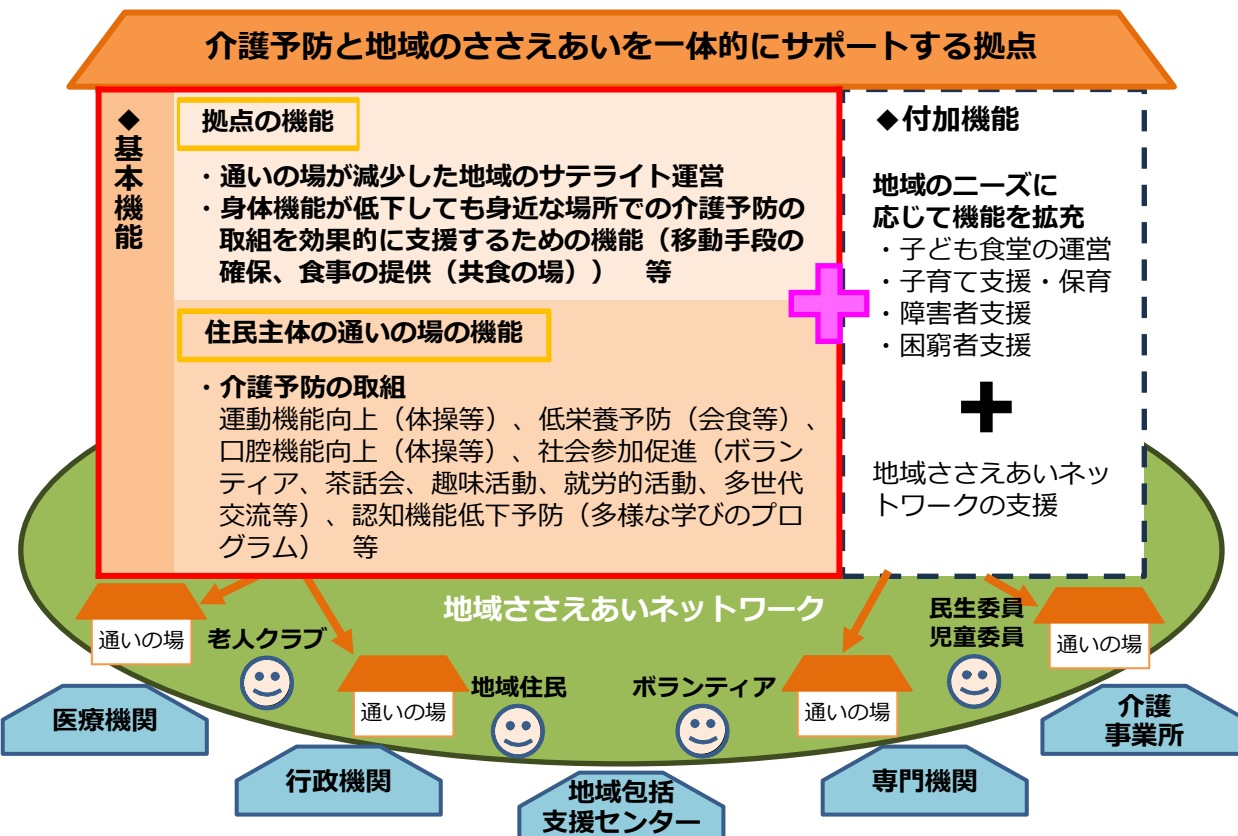 介護予防と地域のささえあいを一体的にサポートする拠点
◆基本機能
拠点の機能
・通いの場が減少した地域のサテライト運営
・身体機能が低下しても身近な場所での介護予防の
取組を効果的に支援するための機能（移動手段の
確保、食事の提供（共食の場））　等
住民主体の通いの場の機能
・介護予防の取組
運動機能向上（体操等）、低栄養予防（会食等）、
口腔機能向上（体操等）、社会参加促進（ボラン
ティア、茶話会、趣味活動、就労的活動、多世代
交流等）、認知機能低下予防（多様な学びのプロ
グラム）　等
◆付加機能
地域のニーズに
応じて機能を拡充
・子ども食堂の運営
・子育て支援・保育
・障害者支援
・困窮者支援
地域ささえあいネッ
トワークの支援
地域ささえあいネットワーク
通いの場
老人クラブ
通いの場
地域住民
ボランティア
通いの場
民生委員
児童委員
通いの場
医療機関
行政機関
地域包括
支援センター
専門機関
介護
事業所